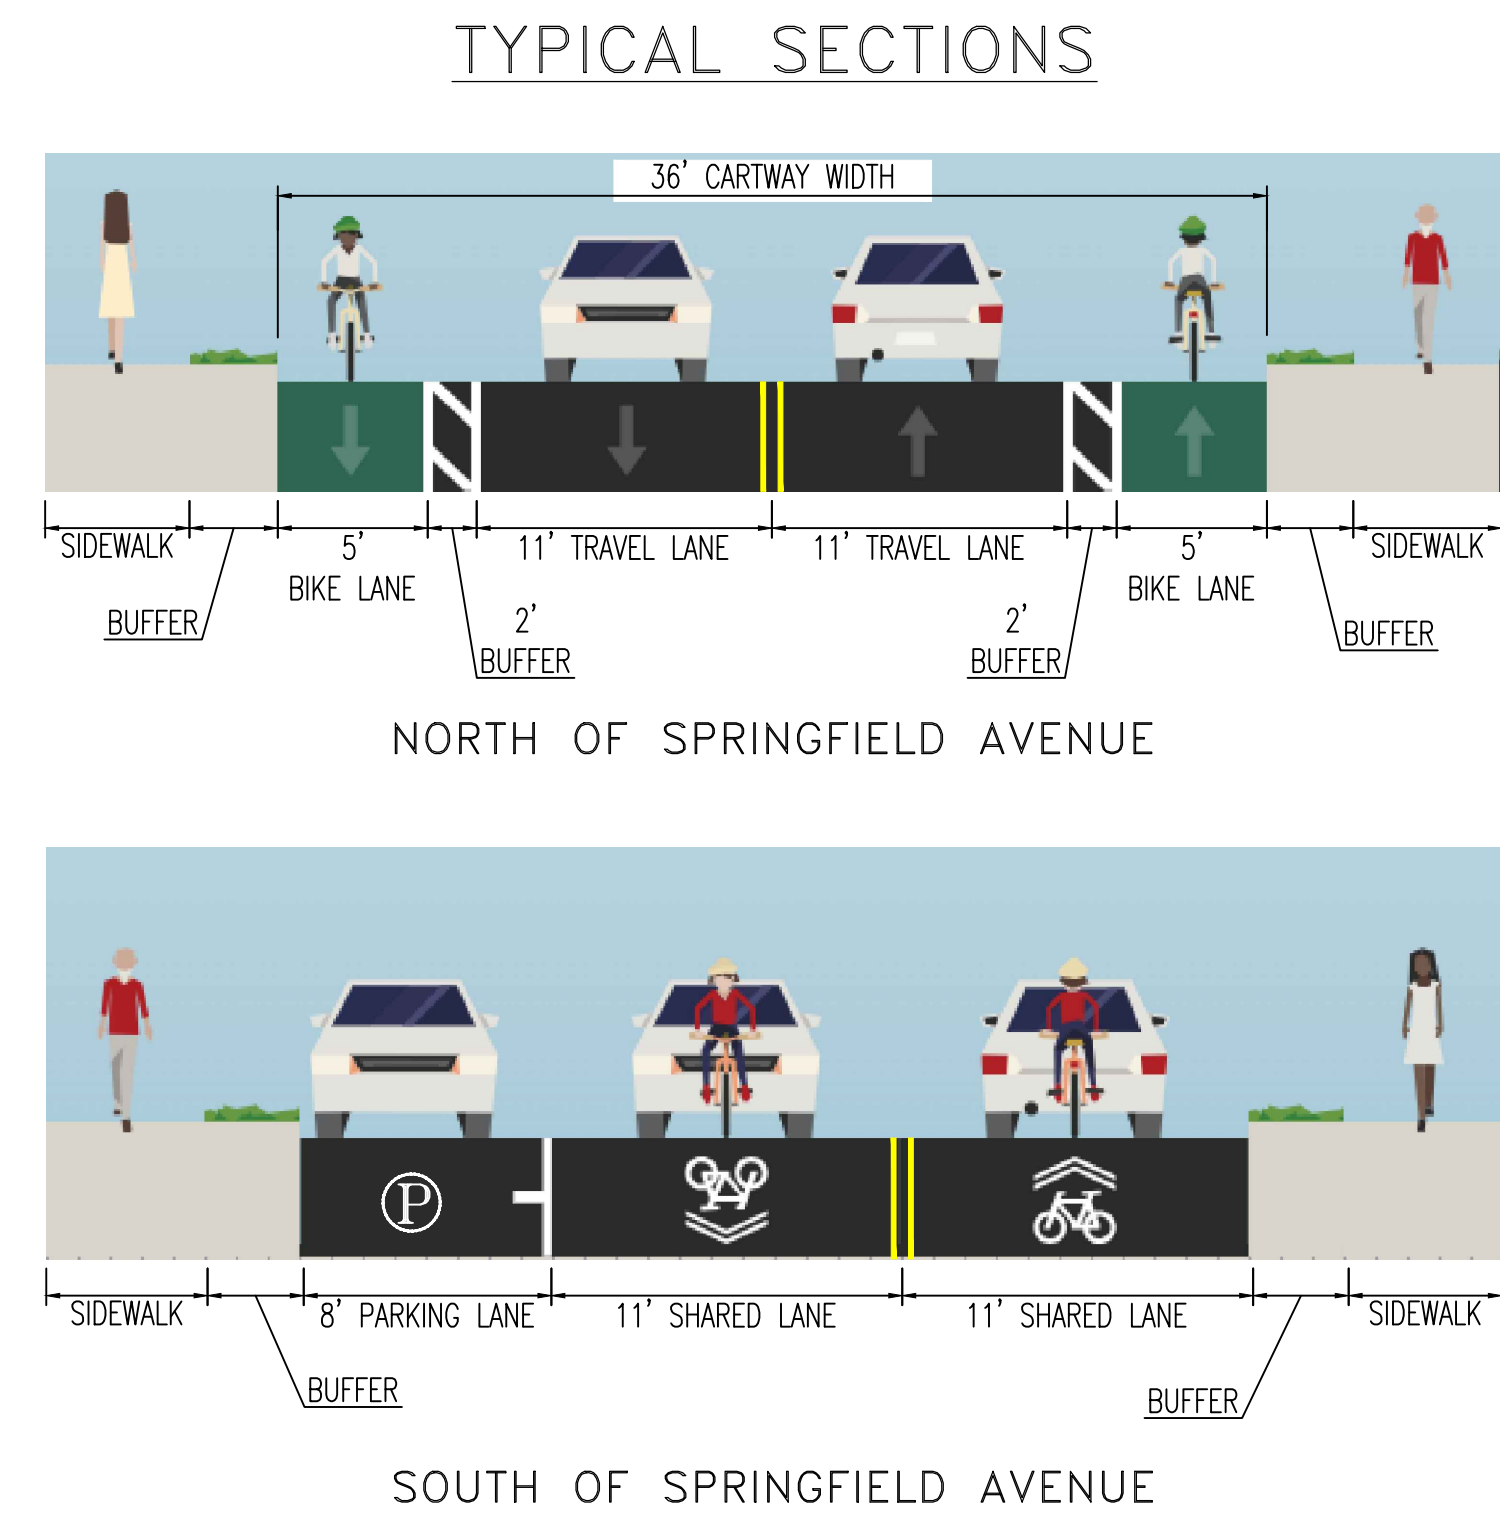 TYPICAL SECTIONS
36' CARTWAY WIDTH
SIDEWALK
BUFFER
5'
BIKE LANE
2'
BUFFER
11' TRAVEL LANE
11' TRAVEL LANE
2'
BUFFER
5'
BIKE LANE
BUFFER
SIDEWALK
NORTH OF SPRINGFIELD AVENUE
P
SIDEWALK
BUFFER
8' PARKING LANE
11' SHARED LANE
11' SHARED LANE
BUFFER
SIDEWALK
SOUTH OF SPRINGFIELD AVENUE